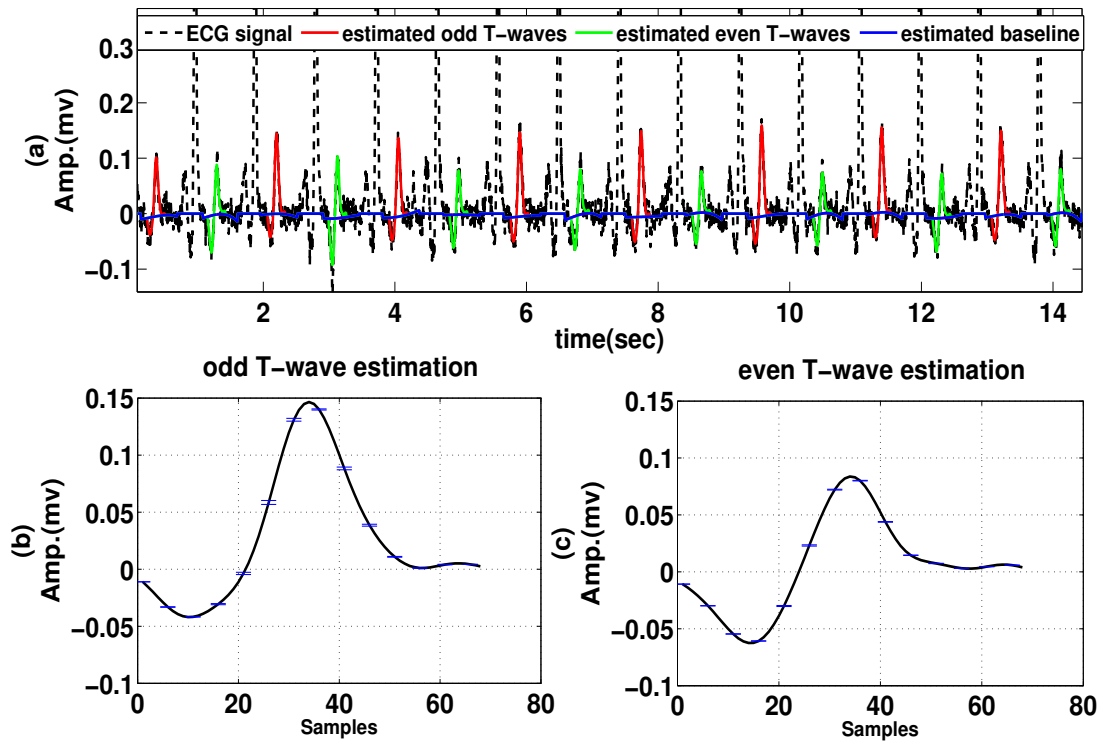 ECG signal estimated odd T−waves estimated even T−waves estimated baseline
(a)
Amp.(mv)
0.3
0.2
0.1
0
−0.1
2 4 6 8 10 12 14
time(sec)
odd T−wave estimation
(b)
Amp.(mv)
0.15
0.1
0.05
0
−0.05
−0.1
0 20 40 60 80
Samples
even T−wave estimation
(c)
Amp.(mv)
0.15
0.1
0.05
0
−0.05
−0.1
0 20 40 60 80
Samples